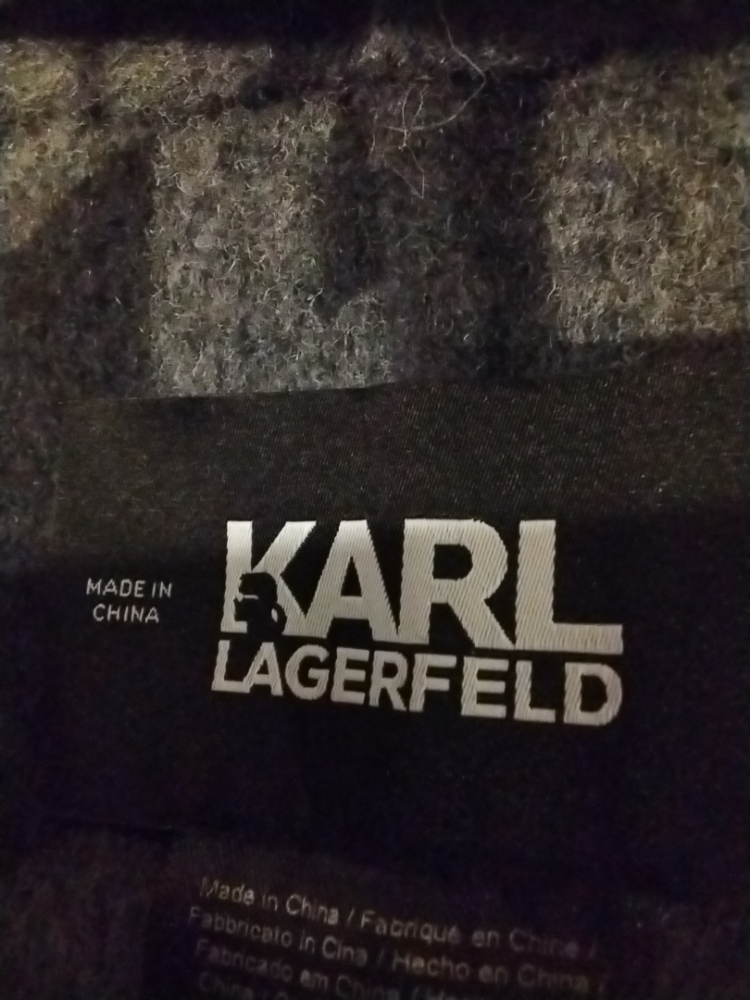 MADE IN
CHINA
KARL
LAGERFELD
Made in China / Fabriqué en Chine /
Fabbricato in Cina / Hecho en China /
Fabricado em China /
China /